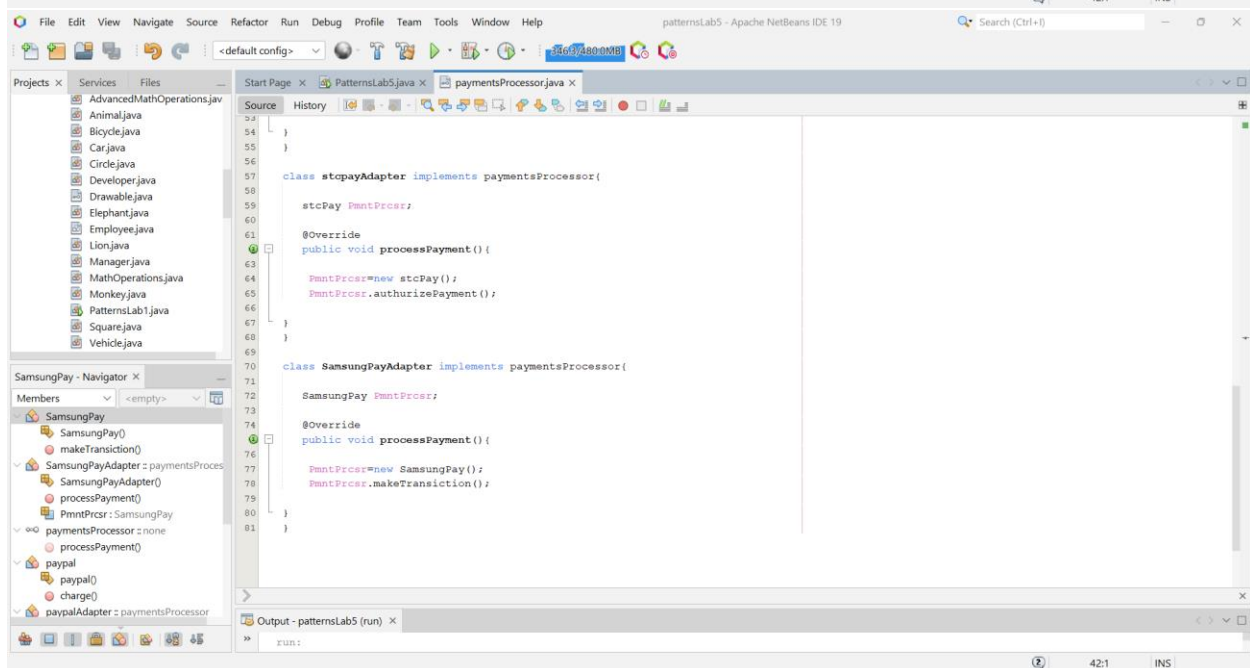 File Edit View Navigate Source Refactor Run Debug Profile Team Tools Window Help patternsLab5 - Apache NetBeans IDE 19 Search (Ctrl+I)
<default config> 346.3/480.0MB
Projects Services Files
AdvancedMathOperations.jav
Animal.java
Bicycle.java
Car.java
Circle.java
Developer.java
Drawable.java
Elephant.java
Employee.java
Lion.java
Manager.java
MathOperations.java
Monkey.java
PatternsLab1.java
Square.java
Vehicle.java
SamsungPay - Navigator
Members <empty>
SamsungPay
SamsungPay()
makeTransiction()
SamsungPayAdapter :: paymentsProces
SamsungPayAdapter()
processPayment()
PmntPrcsr : SamsungPay
paymentsProcessor :: none
processPayment()
paypal
paypal()
charge()
paypalAdapter :: paymentsProcessor
Start Page PatternsLab5.java paymentsProcessor.java
Source History
53
54 }
55 }
56
57 class stcpayAdapter implements paymentsProcessor{
58
59 stcPay PmntPrcsr;
60
61 @Override
public void processPayment(){
63
64 PmntPrcsr=new stcPay();
65 PmntPrcsr.authurizePayment();
66
67 }
68 }
69
70 class SamsungPayAdapter implements paymentsProcessor{
71
72 SamsungPay PmntPrcsr;
73
74 @Override
public void processPayment(){
76
77 PmntPrcsr=new SamsungPay();
78 PmntPrcsr.makeTransiction();
79
80 }
81 }
Output - patternsLab5 (run)
run:
2 42:1 INS